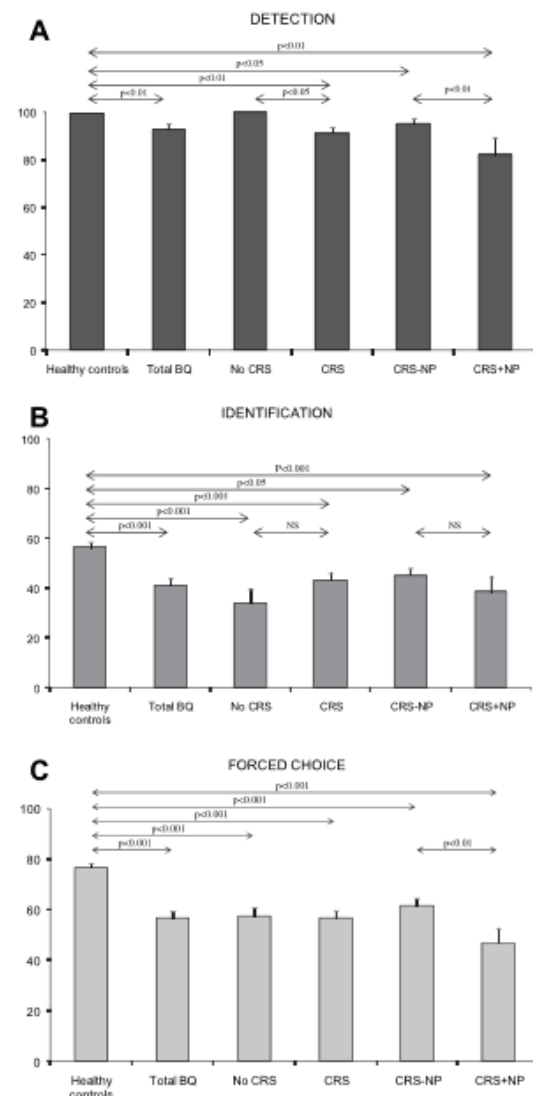 A
DETECTION
p<0.01
p<0.05
p<0.01
p<0.01 p<0.05 p<0.01
100
80
60
40
20
0
Healthy controls Total BQ No CRS CRS CRS-NP CRS+NP
B
IDENTIFICATION
100
80
60
40
20
0
P<0.001
p<0.05
p<0.001
p<0.001
p<0.001 NS NS
Healthy controls Total BQ No CRS CRS CRS-NP CRS+NP
C
FORCED CHOICE
100
80
60
40
20
0
p<0.001
p<0.001
p<0.001
p<0.001
p<0.001 p<0.01
Healthy controls Total BQ No CRS CRS CRS-NP CRS+NP